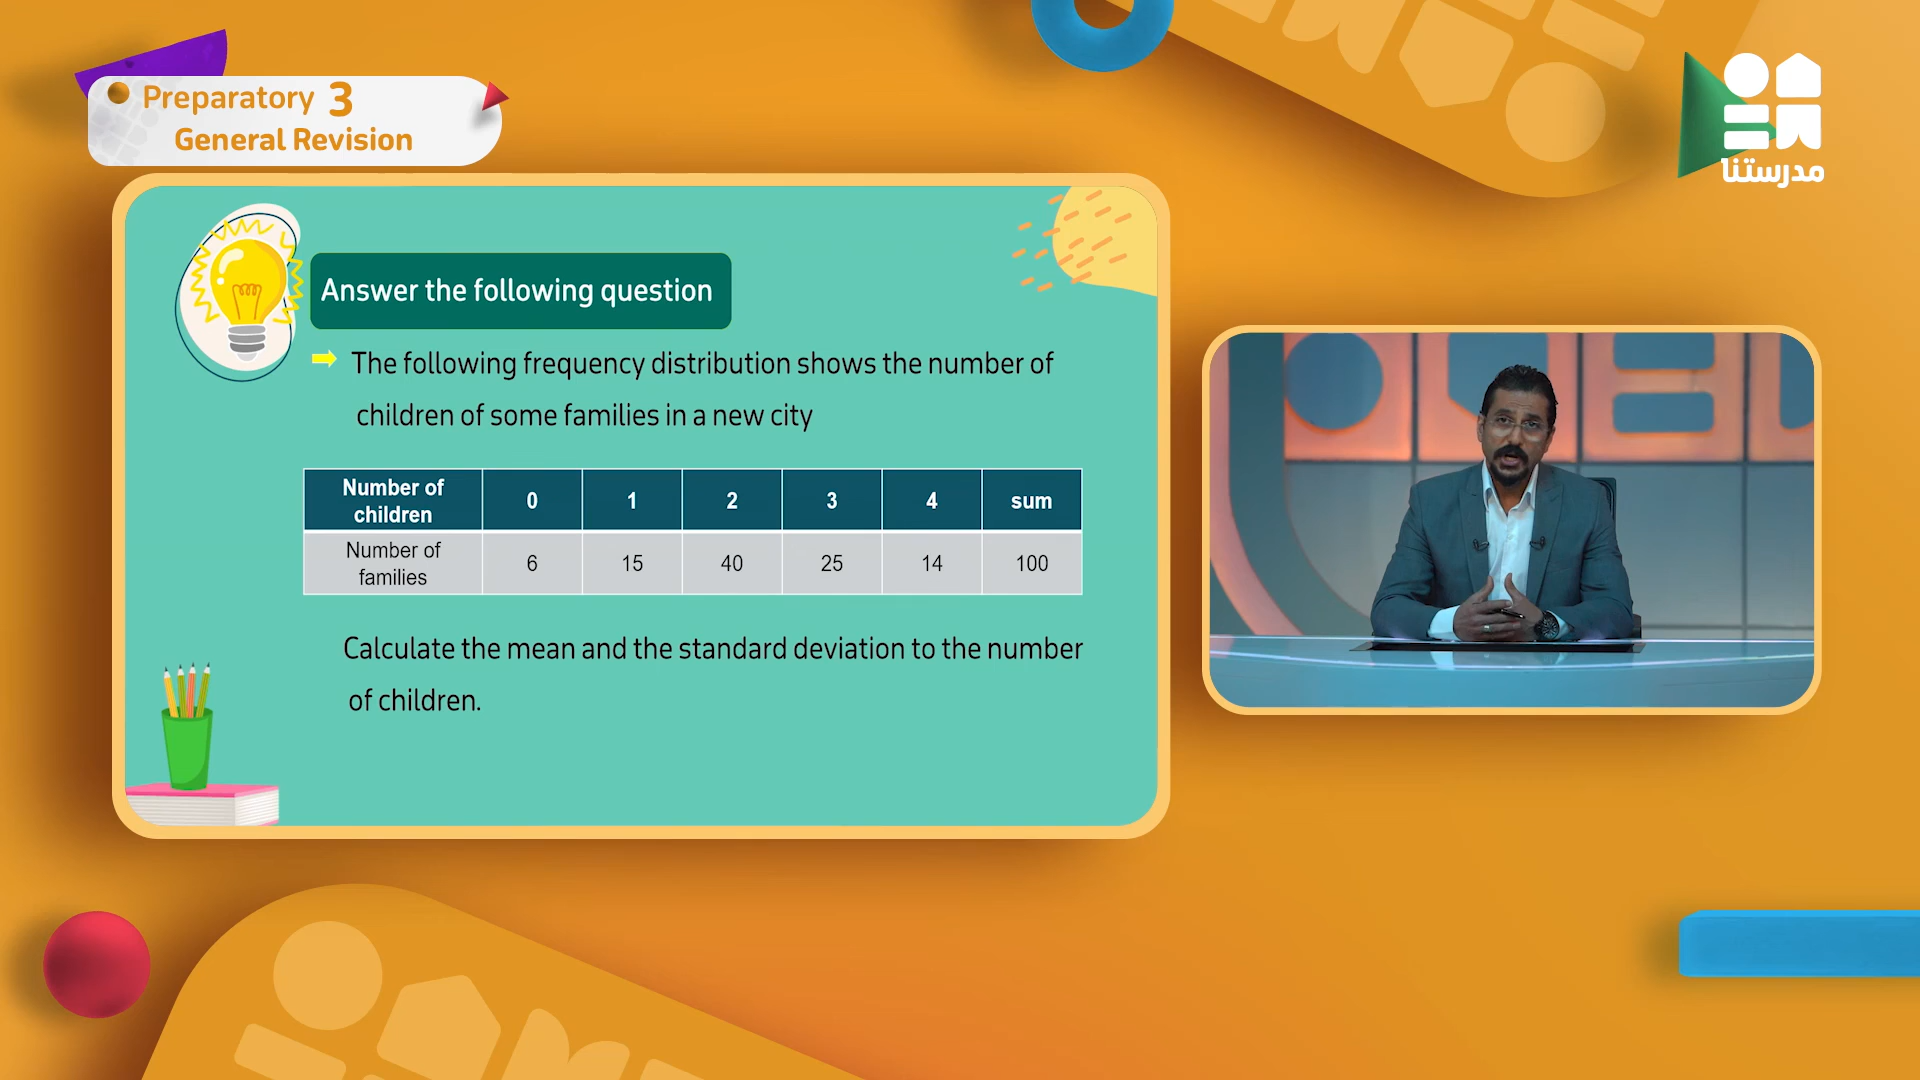 Preparatory 3
General Revision
مدرستنا
Answer the following question
The following frequency distribution shows the number of
children of some families in a new city
Number of children 0 1 2 3 4 sum
Number of families 6 15 40 25 14 100
Calculate the mean and the standard deviation to the number
of children.